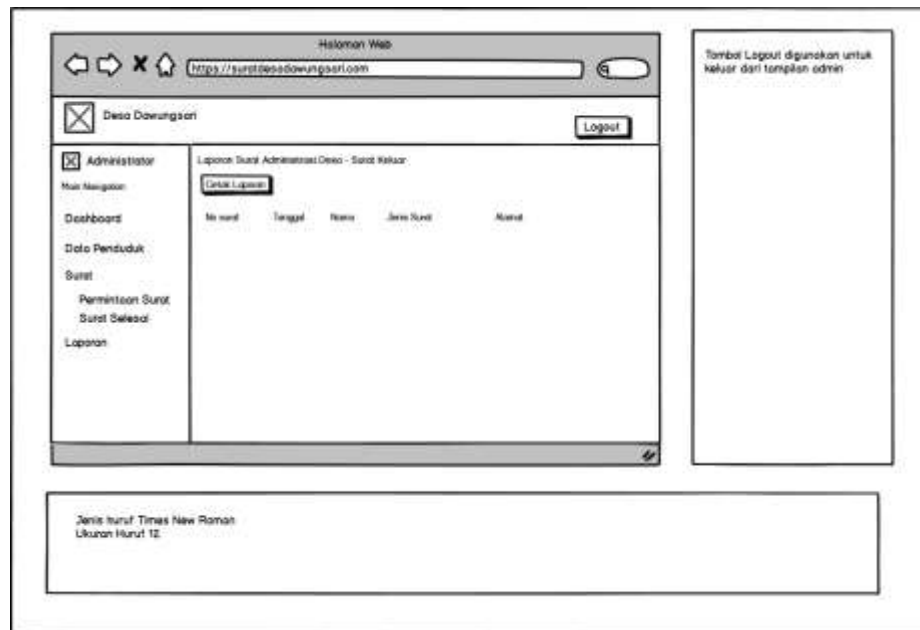 Halaman Web
https://suratdesadawungsari.com
Desa Dawungsari
Logout
Administrator
Main Navigation
Dashboard
Data Penduduk
Surat
Permintaan Surat
Surat Selesai
Laporan
Laporan Surat Administrasi Desa - Surat Keluar
Cetak Laporan
No surat Tanggal Nama Jenis Surat Alamat
Tombol Logout digunakan untuk
keluar dari tampilan admin
Jenis huruf Times New Roman
Ukuran Huruf 12